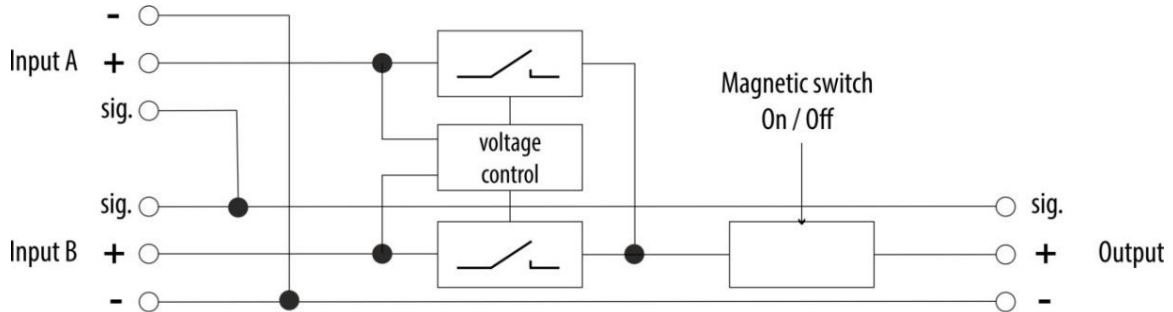 -
Input A +
sig.
voltage
control
Magnetic switch
On / Off
sig.
Input B +
-
sig.
+ Output
-